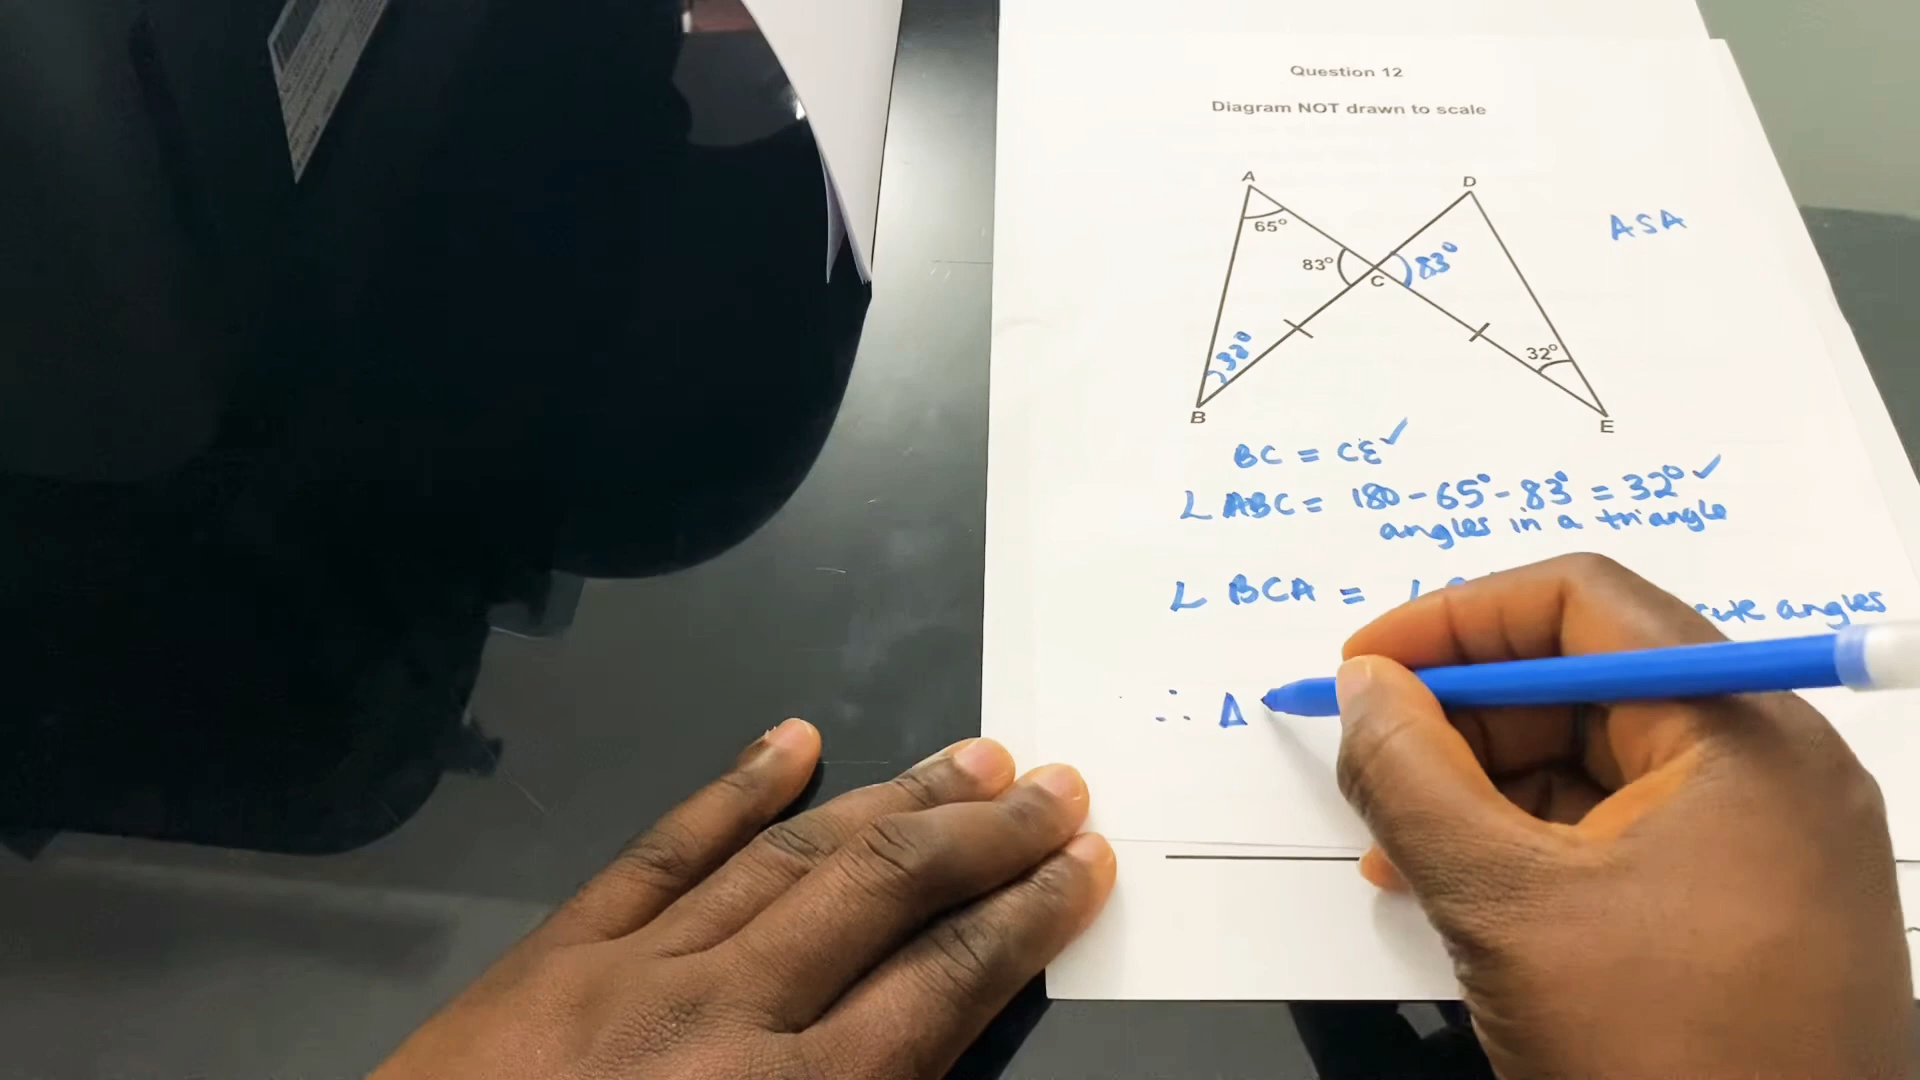 Question 12
Diagram NOT drawn to scale
A
D
65°
ASA
83°
C
83°
32°
32°
B
E
BC = CE ✓
∠ ABC = 180 - 65° - 83° = 32° ✓
angles in a triangle
∠ BCA = ∠
angles
∴ Δ